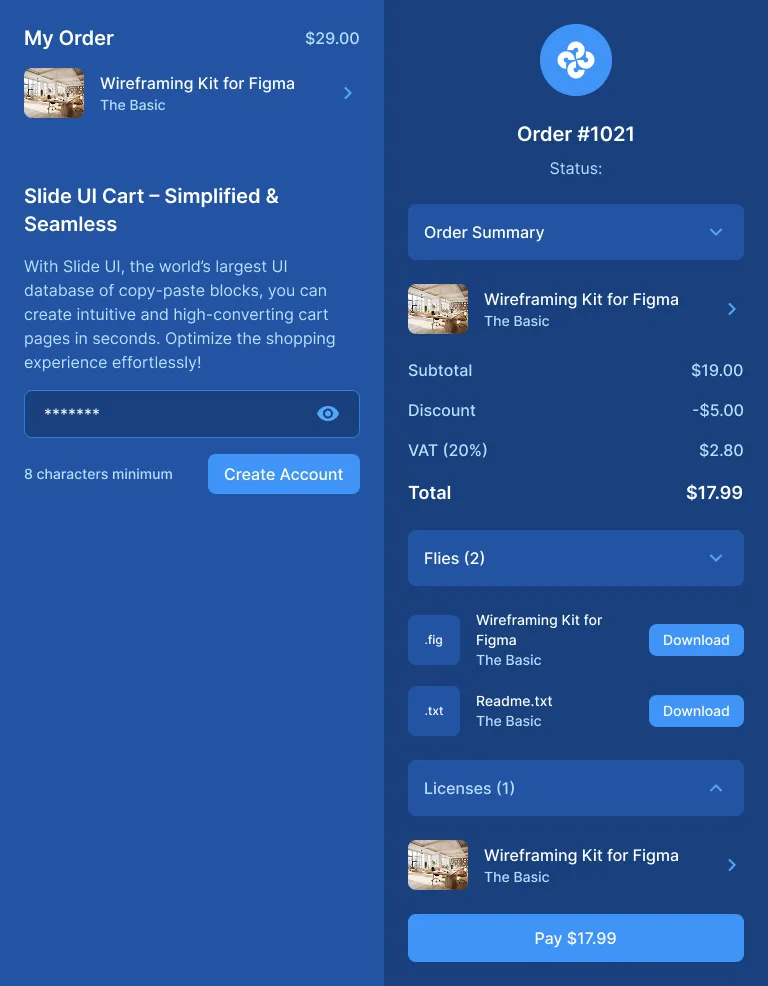 My Order
$29.00
Wireframing Kit for Figma
The Basic
Slide UI Cart – Simplified &
Seamless
With Slide UI, the world’s largest UI
database of copy-paste blocks, you can
create intuitive and high-converting cart
pages in seconds. Optimize the shopping
experience effortlessly!
*******
8 characters minimum
Create Account
Order #1021
Status:
Order Summary
Wireframing Kit for Figma
The Basic
Subtotal
$19.00
Discount
-$5.00
VAT (20%)
$2.80
Total
$17.99
Flies (2)
.fig
Wireframing Kit for
Figma
The Basic
Download
.txt
Readme.txt
The Basic
Download
Licenses (1)
Wireframing Kit for Figma
The Basic
Pay $17.99